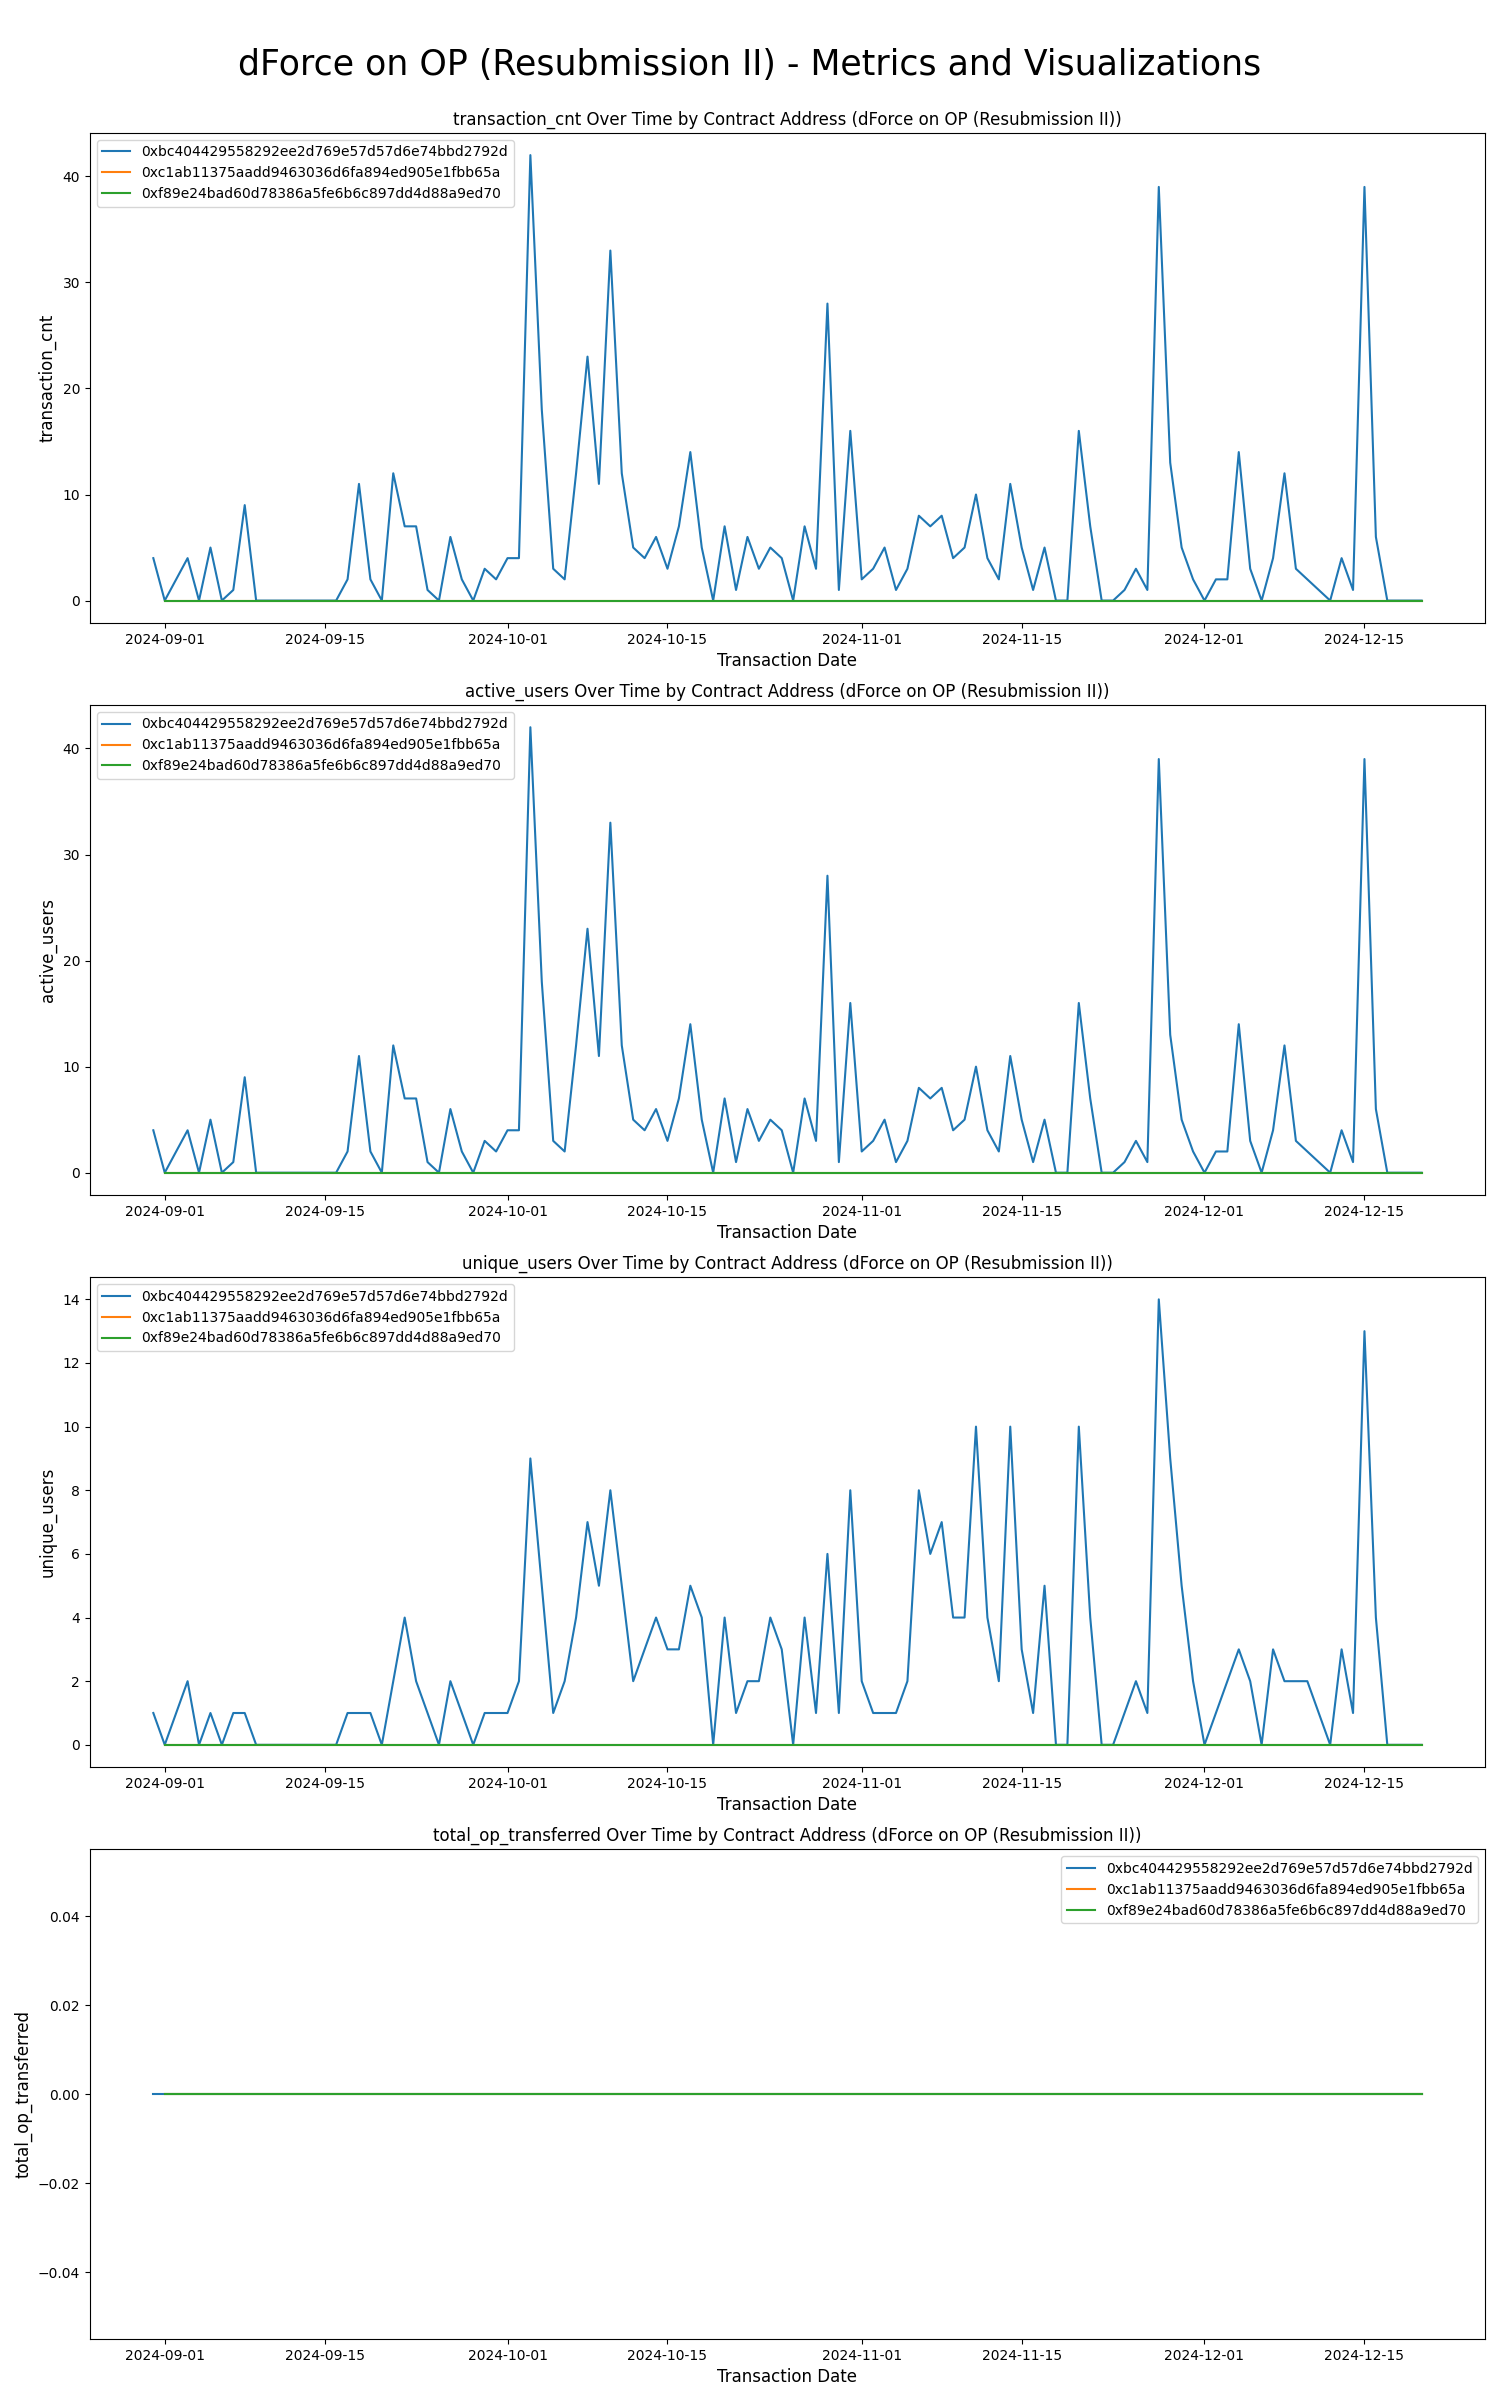 dForce on OP (Resubmission II) - Metrics and Visualizations
transaction_cnt Over Time by Contract Address (dForce on OP (Resubmission II))
0xbc404429558292ee2d769e57d57d6e74bbd2792d
0xc1ab11375aadd9463036d6fa894ed905e1fbb65a
0xf89e24bad60d78386a5fe6b6c897dd4d88a9ed70
transaction_cnt
40
30
20
10
0
2024-09-01 2024-09-15 2024-10-01 2024-10-15 2024-11-01 2024-11-15 2024-12-01 2024-12-15
Transaction Date
active_users Over Time by Contract Address (dForce on OP (Resubmission II))
0xbc404429558292ee2d769e57d57d6e74bbd2792d
0xc1ab11375aadd9463036d6fa894ed905e1fbb65a
0xf89e24bad60d78386a5fe6b6c897dd4d88a9ed70
active_users
40
30
20
10
0
2024-09-01 2024-09-15 2024-10-01 2024-10-15 2024-11-01 2024-11-15 2024-12-01 2024-12-15
Transaction Date
unique_users Over Time by Contract Address (dForce on OP (Resubmission II))
0xbc404429558292ee2d769e57d57d6e74bbd2792d
0xc1ab11375aadd9463036d6fa894ed905e1fbb65a
0xf89e24bad60d78386a5fe6b6c897dd4d88a9ed70
unique_users
14
12
10
8
6
4
2
0
2024-09-01 2024-09-15 2024-10-01 2024-10-15 2024-11-01 2024-11-15 2024-12-01 2024-12-15
Transaction Date
total_op_transferred Over Time by Contract Address (dForce on OP (Resubmission II))
0xbc404429558292ee2d769e57d57d6e74bbd2792d
0xc1ab11375aadd9463036d6fa894ed905e1fbb65a
0xf89e24bad60d78386a5fe6b6c897dd4d88a9ed70
total_op_transferred
0.04
0.02
0.00
−0.02
−0.04
2024-09-01 2024-09-15 2024-10-01 2024-10-15 2024-11-01 2024-11-15 2024-12-01 2024-12-15
Transaction Date